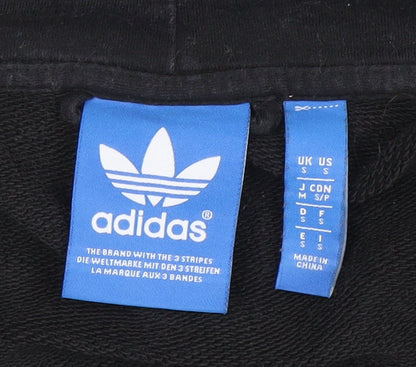 adidas®
THE BRAND WITH THE 3 STRIPES
DIE WELTMARKE MIT DEN 3 STREIFEN
LA MARQUE AUX 3 BANDES
UK US
S S
J CDN
M S/P
D F
S S
E I
S S
MADE IN
CHINA